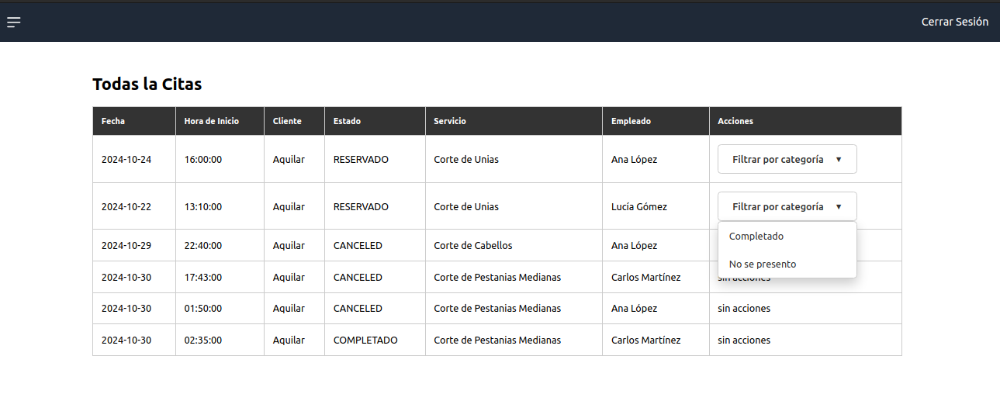 Cerrar Sesión
Todas la Citas
Fecha Hora de Inicio Cliente Estado Servicio Empleado Acciones
2024-10-24 16:00:00 Aquilar RESERVADO Corte de Unias Ana López Filtrar por categoría ▼
2024-10-22 13:10:00 Aquilar RESERVADO Corte de Unias Lucía Gómez Filtrar por categoría ▼
Completado
2024-10-29 22:40:00 Aquilar CANCELED Corte de Cabellos Ana López
No se presento
2024-10-30 17:43:00 Aquilar CANCELED Corte de Pestanias Medianas Carlos Martínez sin acciones
2024-10-30 01:50:00 Aquilar CANCELED Corte de Pestanias Medianas Ana López sin acciones
2024-10-30 02:35:00 Aquilar COMPLETADO Corte de Pestanias Medianas Carlos Martínez sin acciones